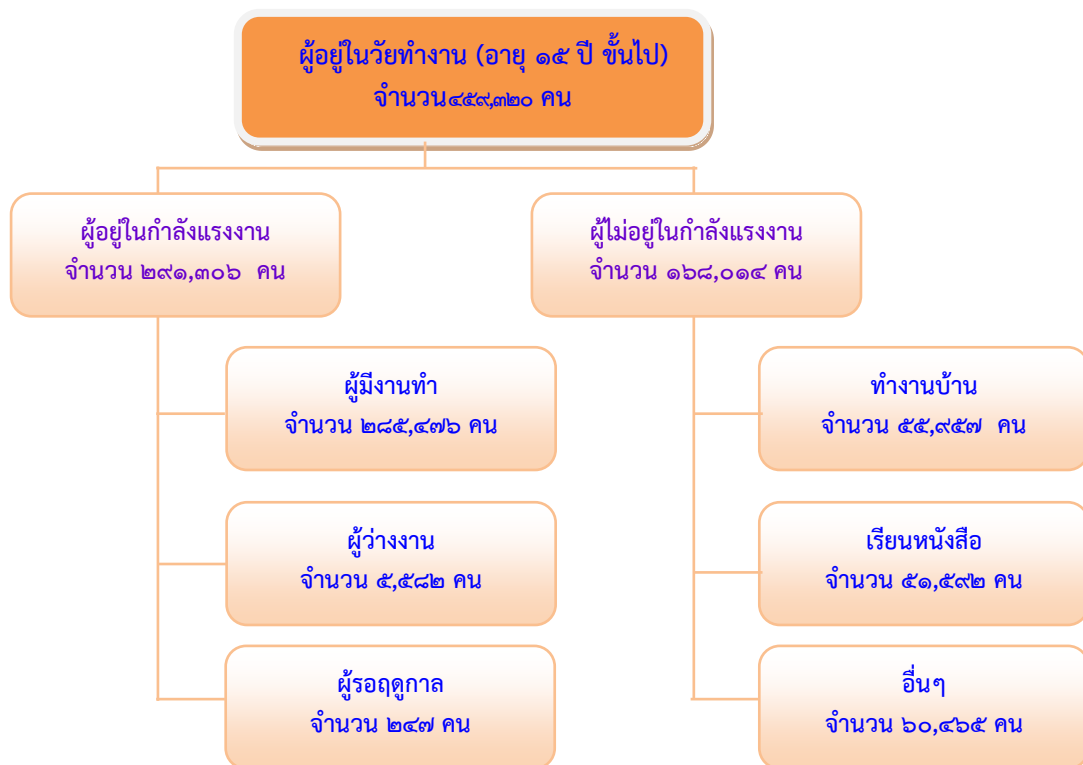 ผู้อยู่ในวัยทำงาน (อายุ ๑๕ ปี ขึ้นไป)
จำนวน๔๕๙,๓๒๐ คน
ผู้อยู่ในกำลังแรงงาน
จำนวน ๒๙๑,๓๐๖ คน
ผู้ไม่อยู่ในกำลังแรงงาน
จำนวน ๑๖๘,๐๑๔ คน
ผู้มีงานทำ
จำนวน ๒๘๕,๔๗๖ คน
ทำงานบ้าน
จำนวน ๕๕,๙๕๗ คน
ผู้ว่างงาน
จำนวน ๕,๕๘๒ คน
เรียนหนังสือ
จำนวน ๕๑,๕๙๒ คน
ผู้รอฤดูกาล
จำนวน ๒๔๗ คน
อื่นๆ
จำนวน ๖๐,๔๖๕ คน